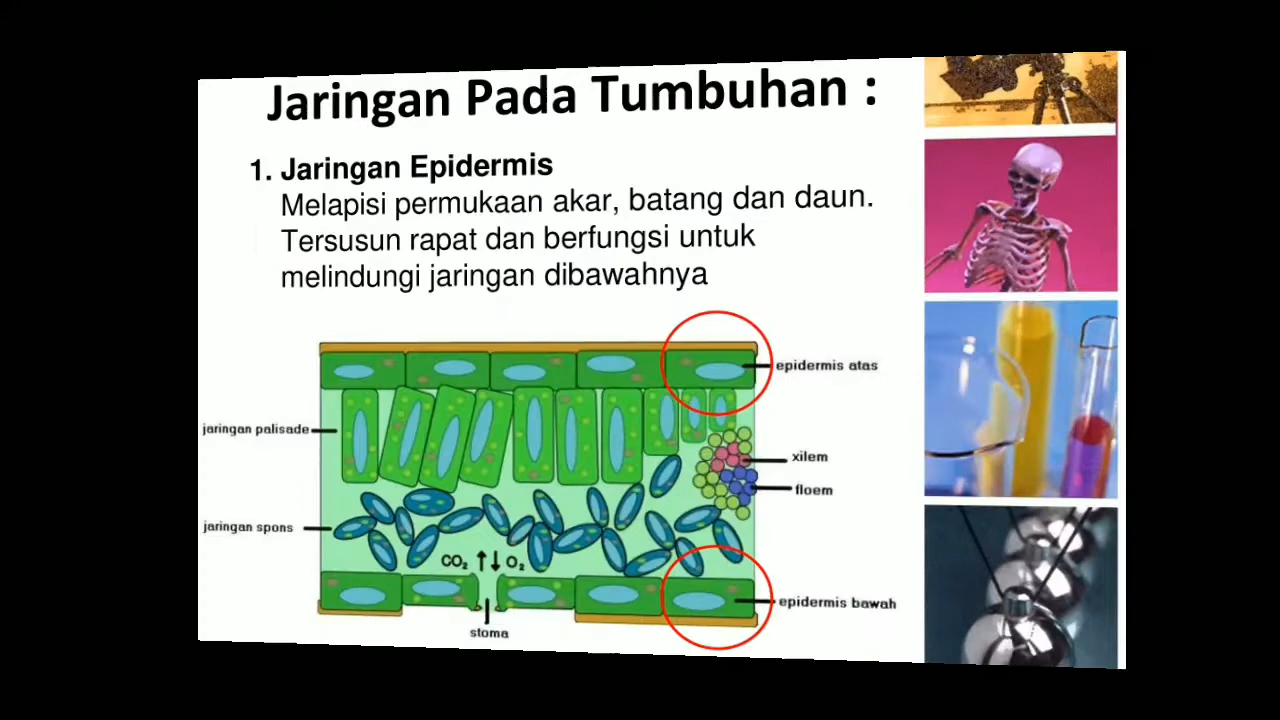 Jaringan Pada Tumbuhan :
1. Jaringan Epidermis
Melapisi permukaan akar, batang dan daun.
Tersusun rapat dan berfungsi untuk
melindungi jaringan dibawahnya
epidermis atas
jaringan palisade
xilem
floem
jaringan spons
CO₂ O₂
epidermis bawah
stoma